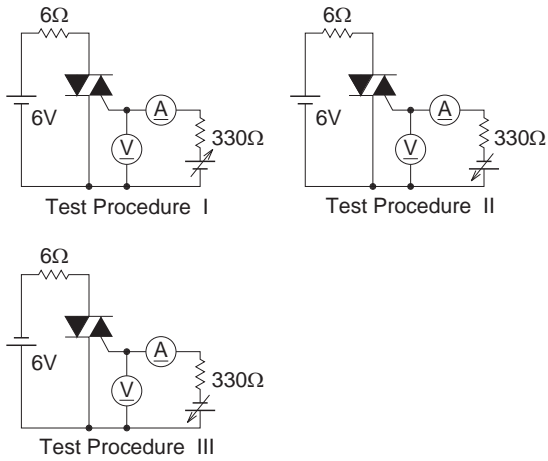 6Ω
6V
A
V
330Ω
Test Procedure I
6Ω
6V
A
V
330Ω
Test Procedure II
6Ω
6V
A
V
330Ω
Test Procedure III